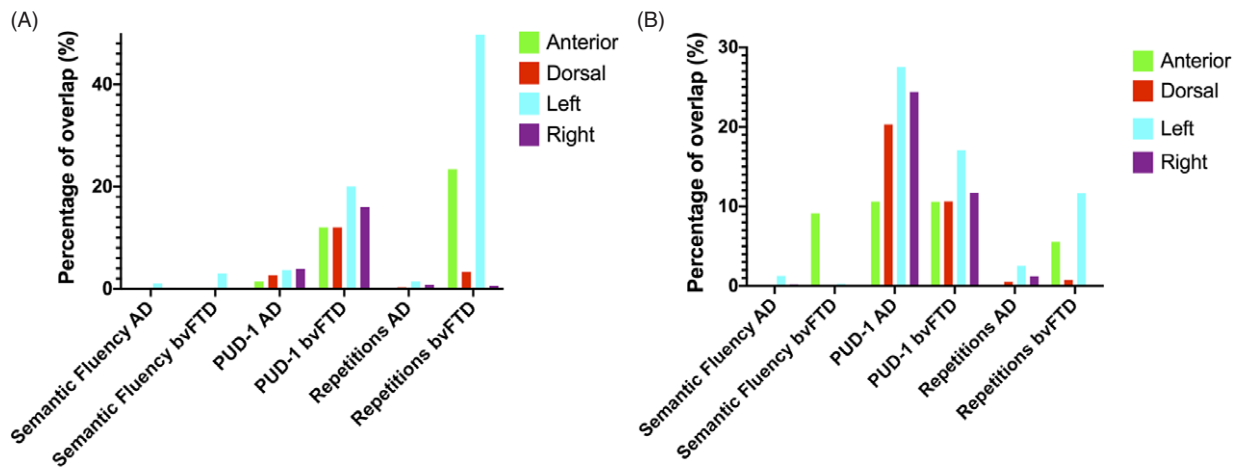 (A)
Percentage of overlap (%)
40
20
0
Anterior
Dorsal
Left
Right
Semantic Fluency AD
Semantic Fluency bvFTD
PUD-1 AD
PUD-1 bvFTD
Repetitions AD
Repetitions bvFTD
(B)
Percentage of overlap (%)
30
20
10
0
Anterior
Dorsal
Left
Right
Semantic Fluency AD
Semantic Fluency bvFTD
PUD-1 AD
PUD-1 bvFTD
Repetitions AD
Repetitions bvFTD